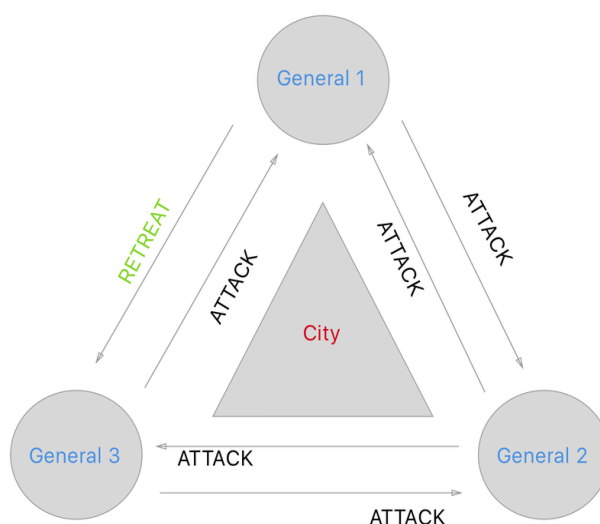 General 1
RETREAT
ATTACK
ATTACK
ATTACK
City
General 3
General 2
ATTACK
ATTACK